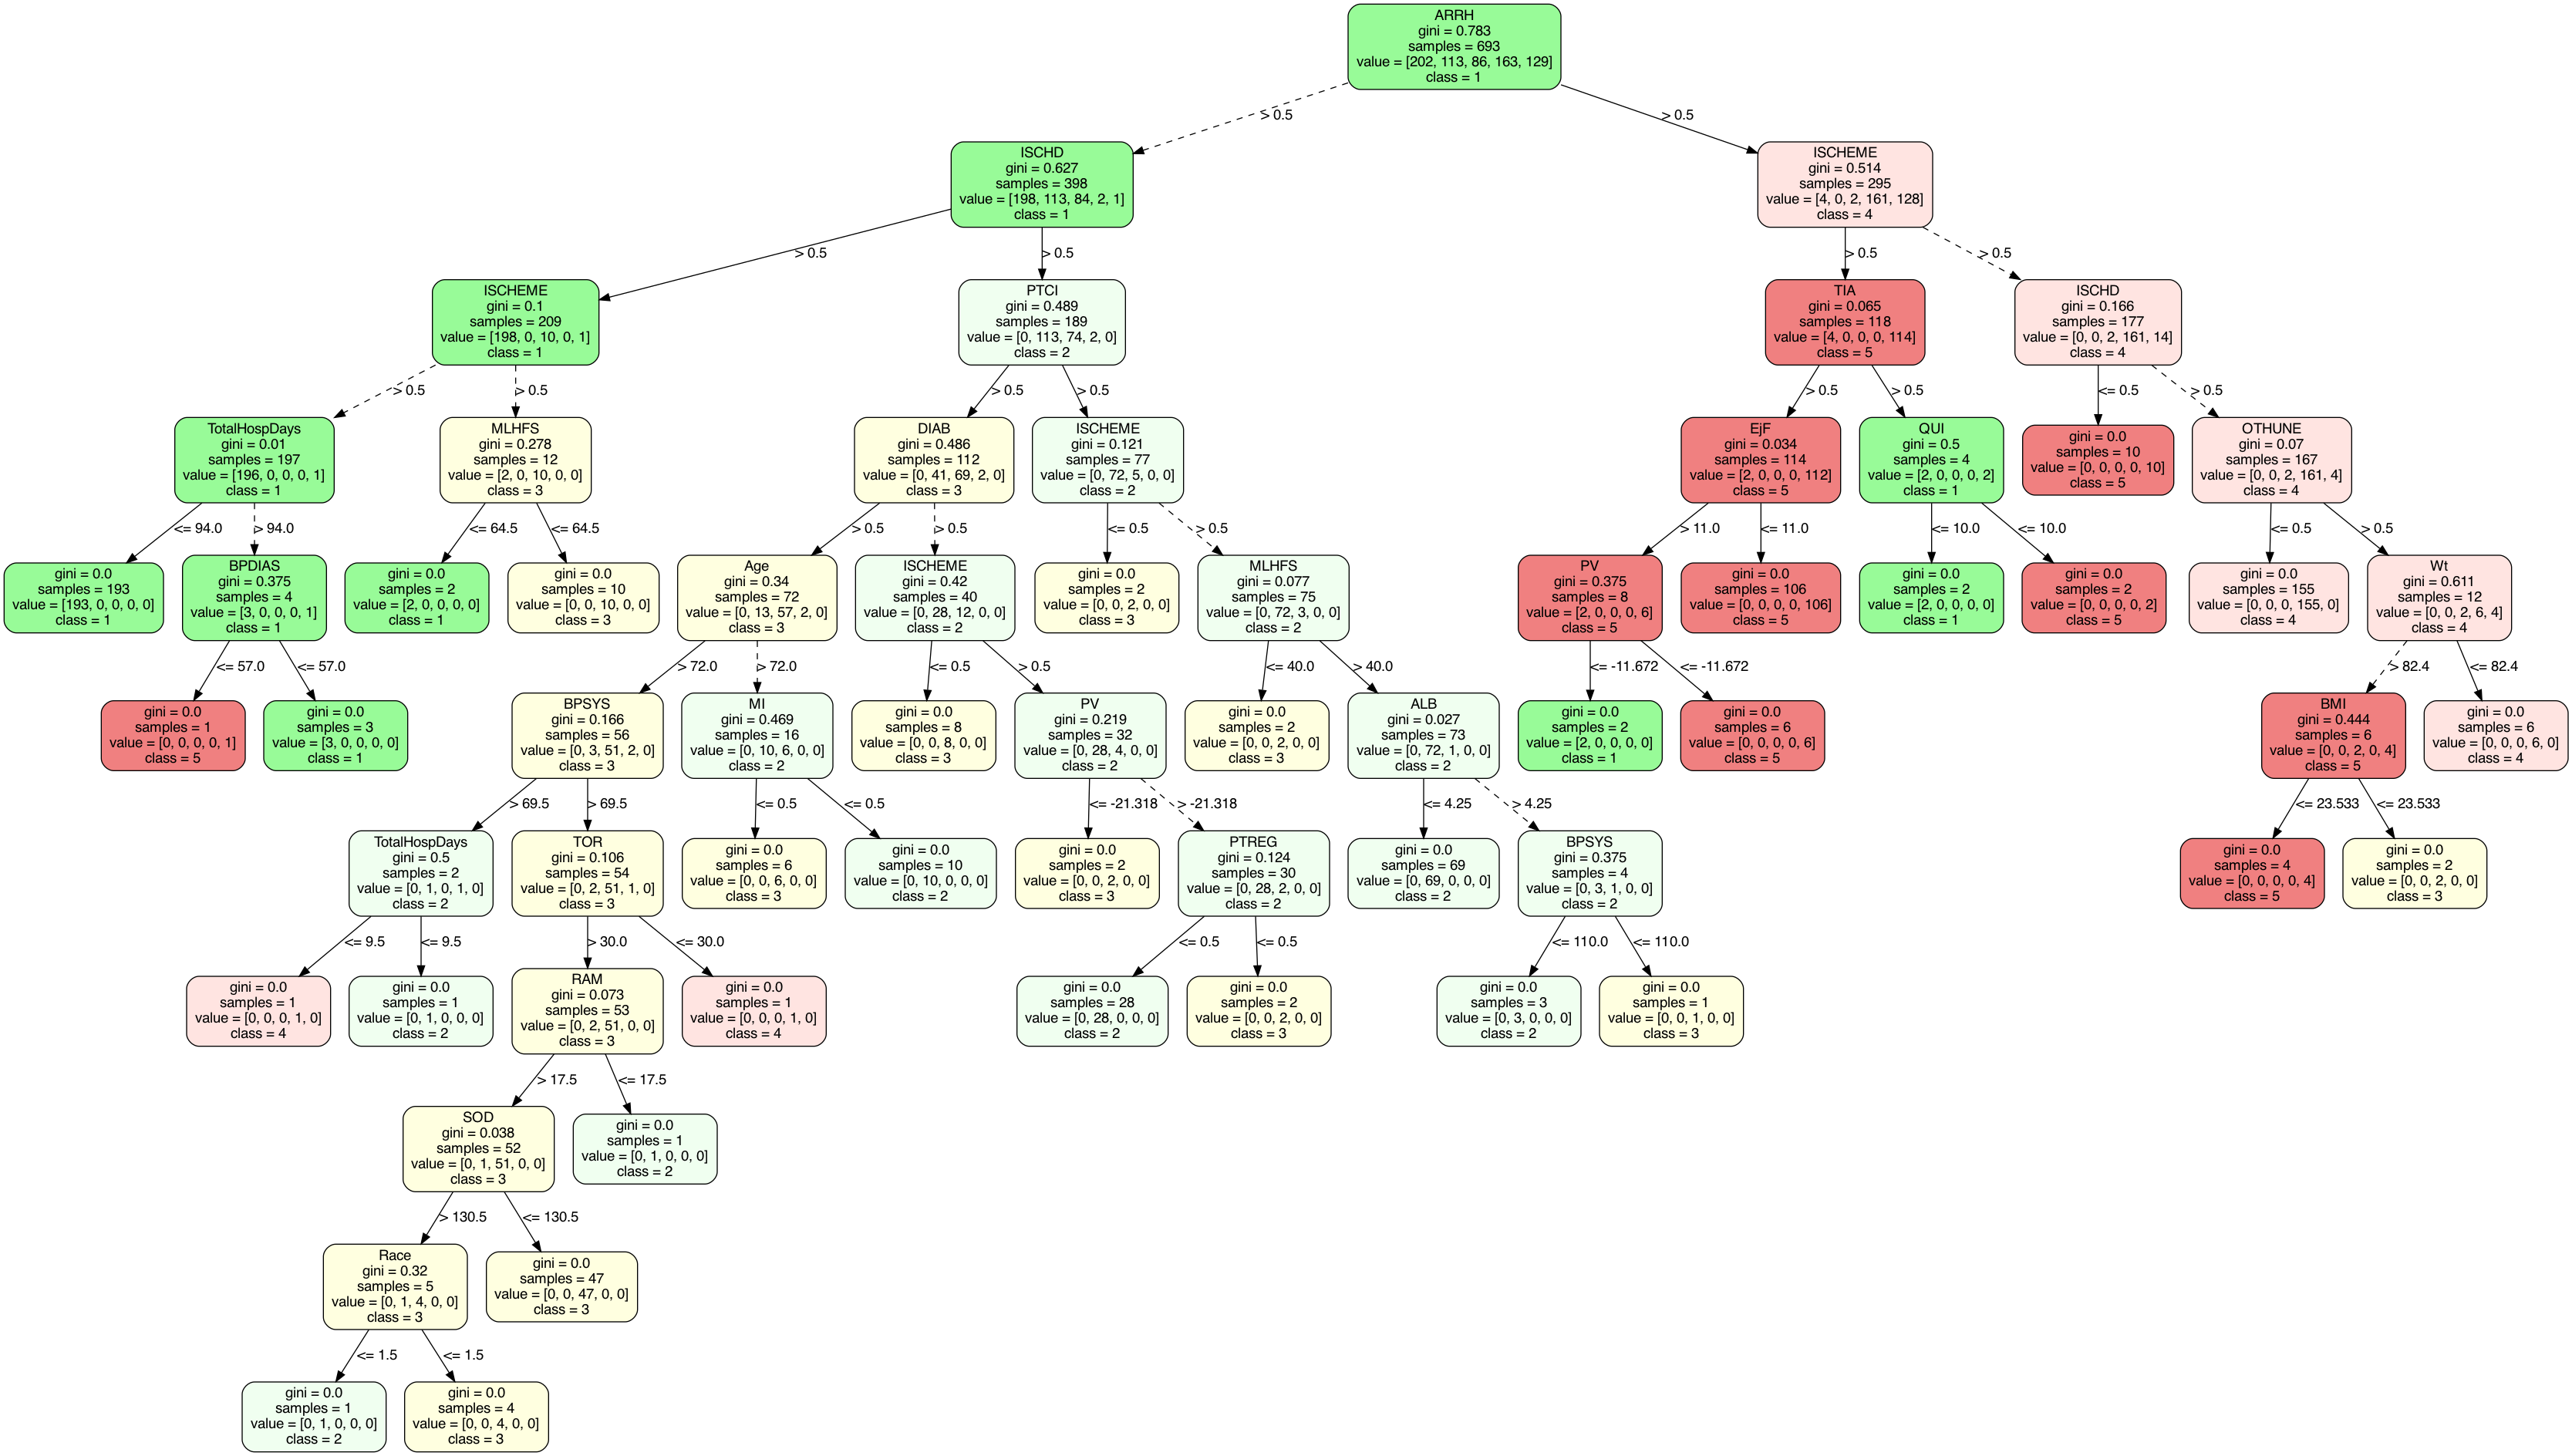 ARRH
gini = 0.783
samples = 693
value = [202, 113, 86, 163, 129]
class = 1
> 0.5
> 0.5
ISCHD
gini = 0.627
samples = 398
value = [198, 113, 84, 2, 1]
class = 1
ISCHEME
gini = 0.514
samples = 295
value = [4, 0, 2, 161, 128]
class = 4
> 0.5
> 0.5
> 0.5
> 0.5
ISCHEME
gini = 0.1
samples = 209
value = [198, 0, 10, 0, 1]
class = 1
PTCI
gini = 0.489
samples = 189
value = [0, 113, 74, 2, 0]
class = 2
TIA
gini = 0.065
samples = 118
value = [4, 0, 0, 0, 114]
class = 5
ISCHD
gini = 0.166
samples = 177
value = [0, 0, 2, 161, 14]
class = 4
> 0.5
> 0.5
> 0.5
> 0.5
> 0.5
> 0.5
<= 0.5
> 0.5
TotalHospDays
gini = 0.01
samples = 197
value = [196, 0, 0, 0, 1]
class = 1
MLHFS
gini = 0.278
samples = 12
value = [2, 0, 10, 0, 0]
class = 3
DIAB
gini = 0.486
samples = 112
value = [0, 41, 69, 2, 0]
class = 3
ISCHEME
gini = 0.121
samples = 77
value = [0, 72, 5, 0, 0]
class = 2
EjF
gini = 0.034
samples = 114
value = [2, 0, 0, 0, 112]
class = 5
QUI
gini = 0.5
samples = 4
value = [2, 0, 0, 0, 2]
class = 1
gini = 0.0
samples = 10
value = [0, 0, 0, 0, 10]
class = 5
OTHUNE
gini = 0.07
samples = 167
value = [0, 0, 2, 161, 4]
class = 4
<= 94.0
> 94.0
<= 64.5
<= 64.5
> 0.5
> 0.5
<= 0.5
> 0.5
> 11.0
<= 11.0
<= 10.0
<= 10.0
<= 0.5
> 0.5
gini = 0.0
samples = 193
value = [193, 0, 0, 0, 0]
class = 1
BPDIAS
gini = 0.375
samples = 4
value = [3, 0, 0, 0, 1]
class = 1
gini = 0.0
samples = 2
value = [2, 0, 0, 0, 0]
class = 1
gini = 0.0
samples = 10
value = [0, 0, 10, 0, 0]
class = 3
Age
gini = 0.34
samples = 72
value = [0, 13, 57, 2, 0]
class = 3
ISCHEME
gini = 0.42
samples = 40
value = [0, 28, 12, 0, 0]
class = 2
gini = 0.0
samples = 2
value = [0, 0, 2, 0, 0]
class = 3
MLHFS
gini = 0.077
samples = 75
value = [0, 72, 3, 0, 0]
class = 2
PV
gini = 0.375
samples = 8
value = [2, 0, 0, 0, 6]
class = 5
gini = 0.0
samples = 106
value = [0, 0, 0, 0, 106]
class = 5
gini = 0.0
samples = 2
value = [2, 0, 0, 0, 0]
class = 1
gini = 0.0
samples = 2
value = [0, 0, 0, 0, 2]
class = 5
gini = 0.0
samples = 155
value = [0, 0, 0, 155, 0]
class = 4
Wt
gini = 0.611
samples = 12
value = [0, 0, 2, 6, 4]
class = 4
<= 57.0
<= 57.0
> 72.0
> 72.0
<= 0.5
> 0.5
<= 40.0
> 40.0
<= -11.672
<= -11.672
> 82.4
<= 82.4
gini = 0.0
samples = 1
value = [0, 0, 0, 0, 1]
class = 5
gini = 0.0
samples = 3
value = [3, 0, 0, 0, 0]
class = 1
BPSYS
gini = 0.166
samples = 56
value = [0, 3, 51, 2, 0]
class = 3
MI
gini = 0.469
samples = 16
value = [0, 10, 6, 0, 0]
class = 2
gini = 0.0
samples = 8
value = [0, 0, 8, 0, 0]
class = 3
PV
gini = 0.219
samples = 32
value = [0, 28, 4, 0, 0]
class = 2
gini = 0.0
samples = 2
value = [0, 0, 2, 0, 0]
class = 3
ALB
gini = 0.027
samples = 73
value = [0, 72, 1, 0, 0]
class = 2
gini = 0.0
samples = 2
value = [2, 0, 0, 0, 0]
class = 1
gini = 0.0
samples = 6
value = [0, 0, 0, 0, 6]
class = 5
BMI
gini = 0.444
samples = 6
value = [0, 0, 2, 0, 4]
class = 5
gini = 0.0
samples = 6
value = [0, 0, 0, 6, 0]
class = 4
> 69.5
> 69.5
<= 0.5
<= 0.5
<= -21.318
> -21.318
<= 4.25
> 4.25
<= 23.533
<= 23.533
TotalHospDays
gini = 0.5
samples = 2
value = [0, 1, 0, 1, 0]
class = 2
TOR
gini = 0.106
samples = 54
value = [0, 2, 51, 1, 0]
class = 3
gini = 0.0
samples = 6
value = [0, 0, 6, 0, 0]
class = 3
gini = 0.0
samples = 10
value = [0, 10, 0, 0, 0]
class = 2
gini = 0.0
samples = 2
value = [0, 0, 2, 0, 0]
class = 3
PTREG
gini = 0.124
samples = 30
value = [0, 28, 2, 0, 0]
class = 2
gini = 0.0
samples = 69
value = [0, 69, 0, 0, 0]
class = 2
BPSYS
gini = 0.375
samples = 4
value = [0, 3, 1, 0, 0]
class = 2
gini = 0.0
samples = 4
value = [0, 0, 0, 0, 4]
class = 5
gini = 0.0
samples = 2
value = [0, 0, 2, 0, 0]
class = 3
<= 9.5
<= 9.5
> 30.0
<= 30.0
<= 0.5
<= 0.5
<= 110.0
<= 110.0
gini = 0.0
samples = 1
value = [0, 0, 0, 1, 0]
class = 4
gini = 0.0
samples = 1
value = [0, 1, 0, 0, 0]
class = 2
RAM
gini = 0.073
samples = 53
value = [0, 2, 51, 0, 0]
class = 3
gini = 0.0
samples = 1
value = [0, 0, 0, 1, 0]
class = 4
gini = 0.0
samples = 28
value = [0, 28, 0, 0, 0]
class = 2
gini = 0.0
samples = 2
value = [0, 0, 2, 0, 0]
class = 3
gini = 0.0
samples = 3
value = [0, 3, 0, 0, 0]
class = 2
gini = 0.0
samples = 1
value = [0, 0, 1, 0, 0]
class = 3
> 17.5
<= 17.5
SOD
gini = 0.038
samples = 52
value = [0, 1, 51, 0, 0]
class = 3
gini = 0.0
samples = 1
value = [0, 1, 0, 0, 0]
class = 2
> 130.5
<= 130.5
Race
gini = 0.32
samples = 5
value = [0, 1, 4, 0, 0]
class = 3
gini = 0.0
samples = 47
value = [0, 0, 47, 0, 0]
class = 3
<= 1.5
<= 1.5
gini = 0.0
samples = 1
value = [0, 1, 0, 0, 0]
class = 2
gini = 0.0
samples = 4
value = [0, 0, 4, 0, 0]
class = 3